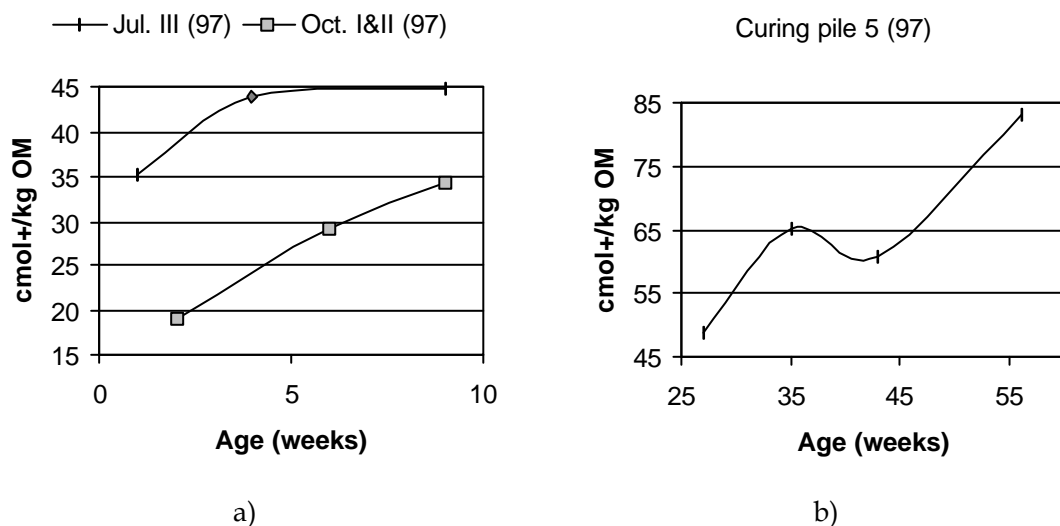 Jul. III (97) Oct. I&II (97)
45
40
35
30
25
20
15
0 5 10
cmol+/kg OM
Age (weeks)
a)
Curing pile 5 (97)
85
75
65
55
45
25 35 45 55
cmol+/kg OM
Age (weeks)
b)